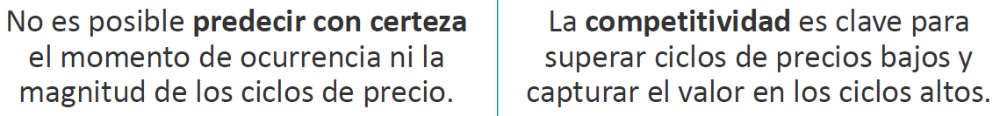 No es posible predecir con certeza
el momento de ocurrencia ni la
magnitud de los ciclos de precio.
La competitividad es clave para
superar ciclos de precios bajos y
capturar el valor en los ciclos altos.